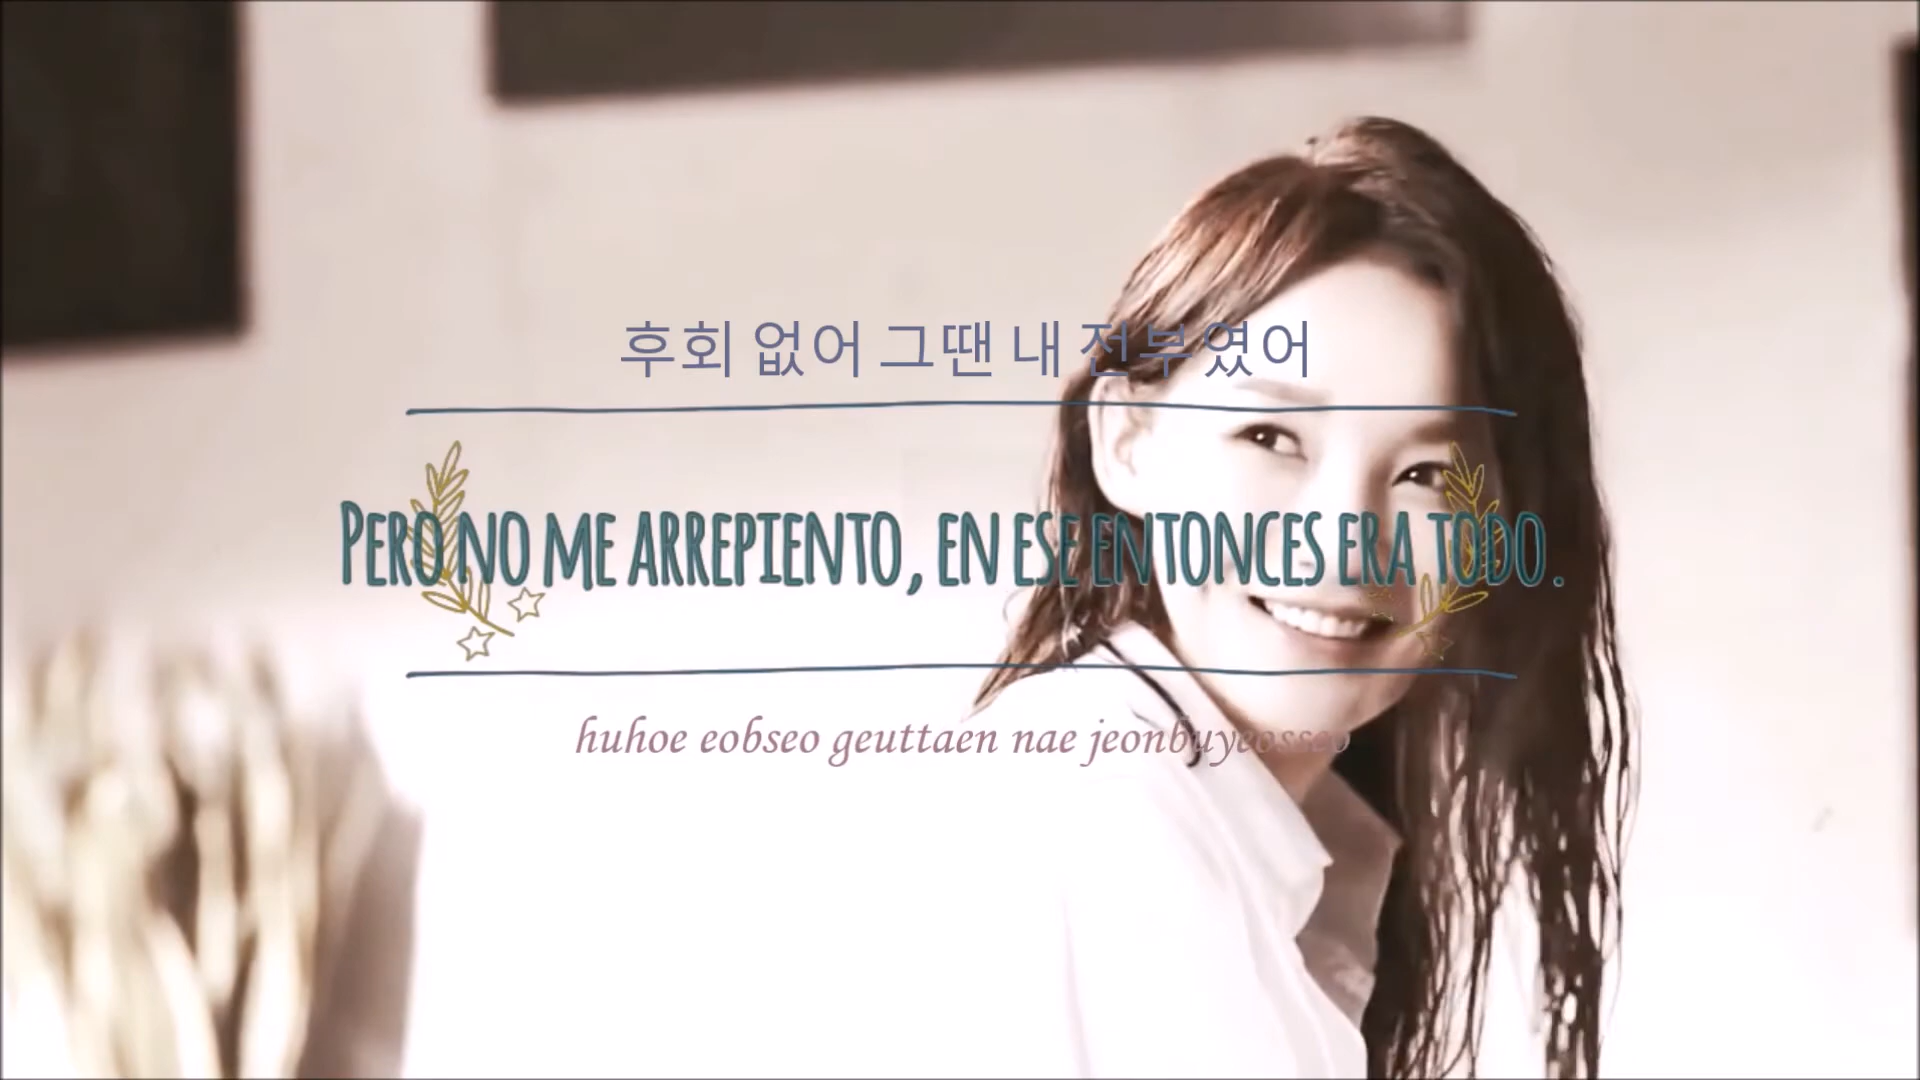 후회 없어 그땐 내 전부였어
Pero no me arrepiento, en ese entonces era todo.
huhoe eobseo geuttaen nae jeonbuyeosseo